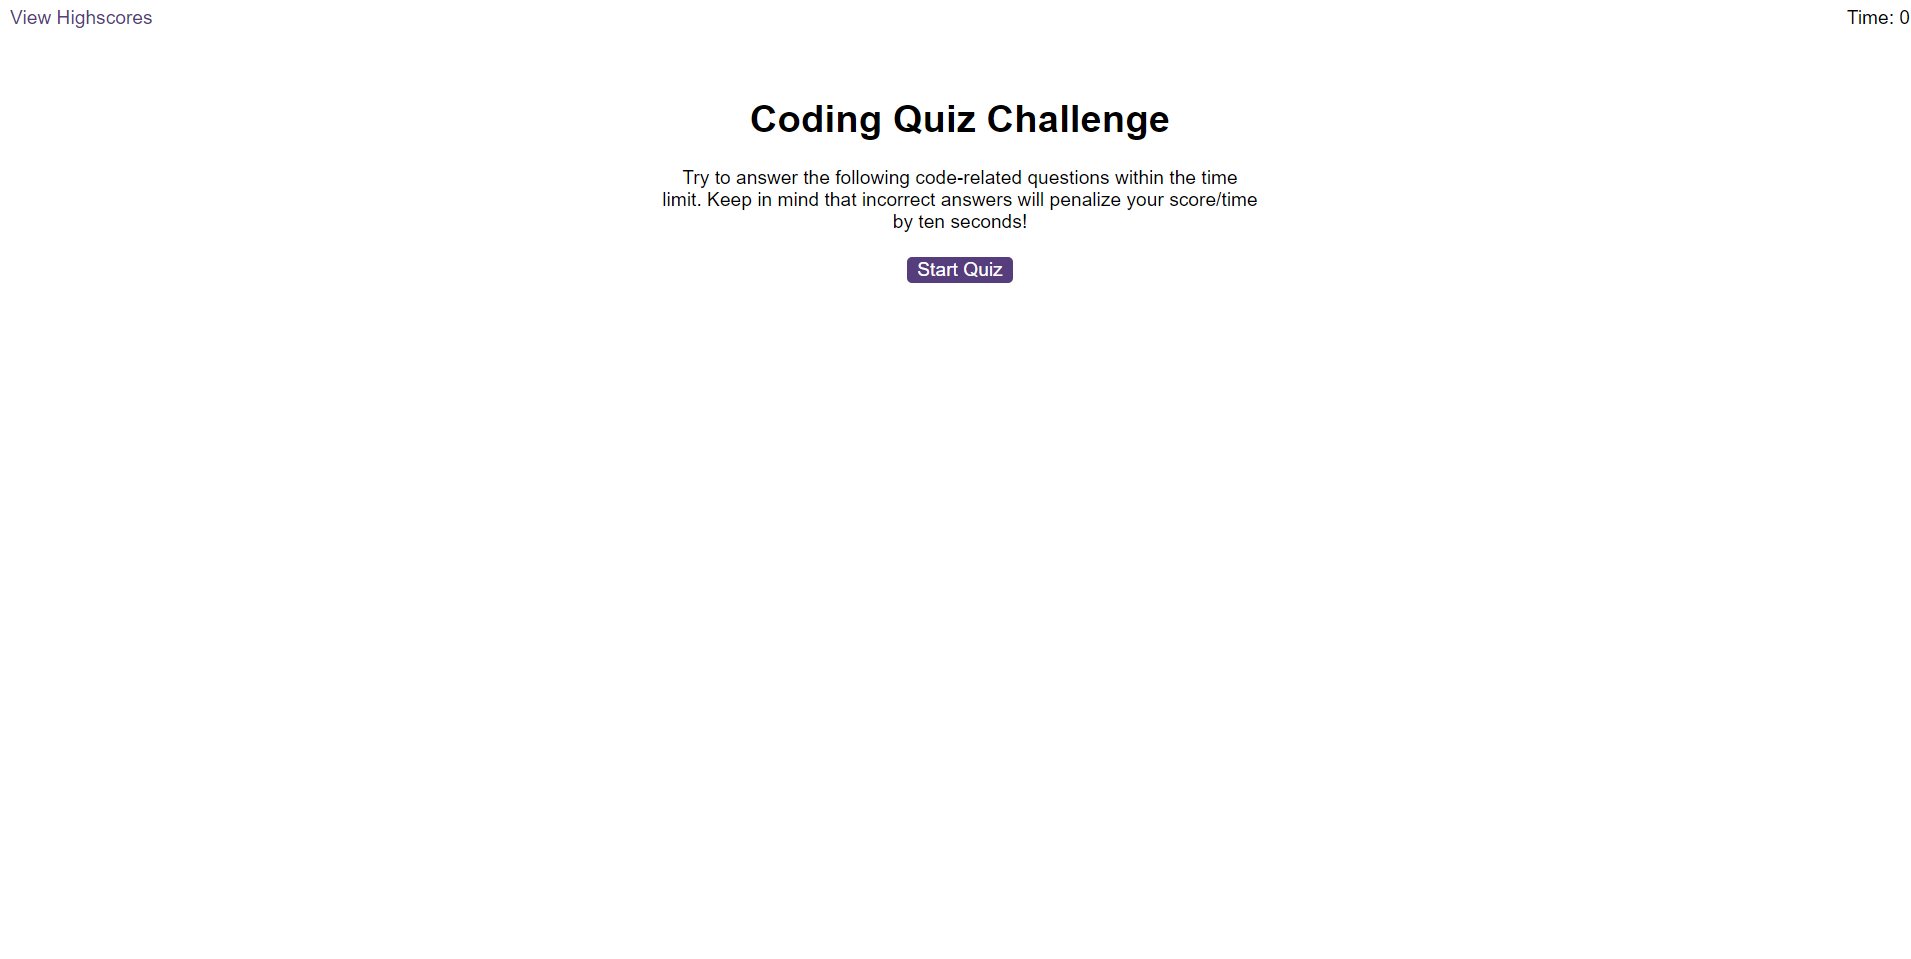 View Highscores
Time: 0
Coding Quiz Challenge
Try to answer the following code-related questions within the time
limit. Keep in mind that incorrect answers will penalize your score/time
by ten seconds!
Start Quiz